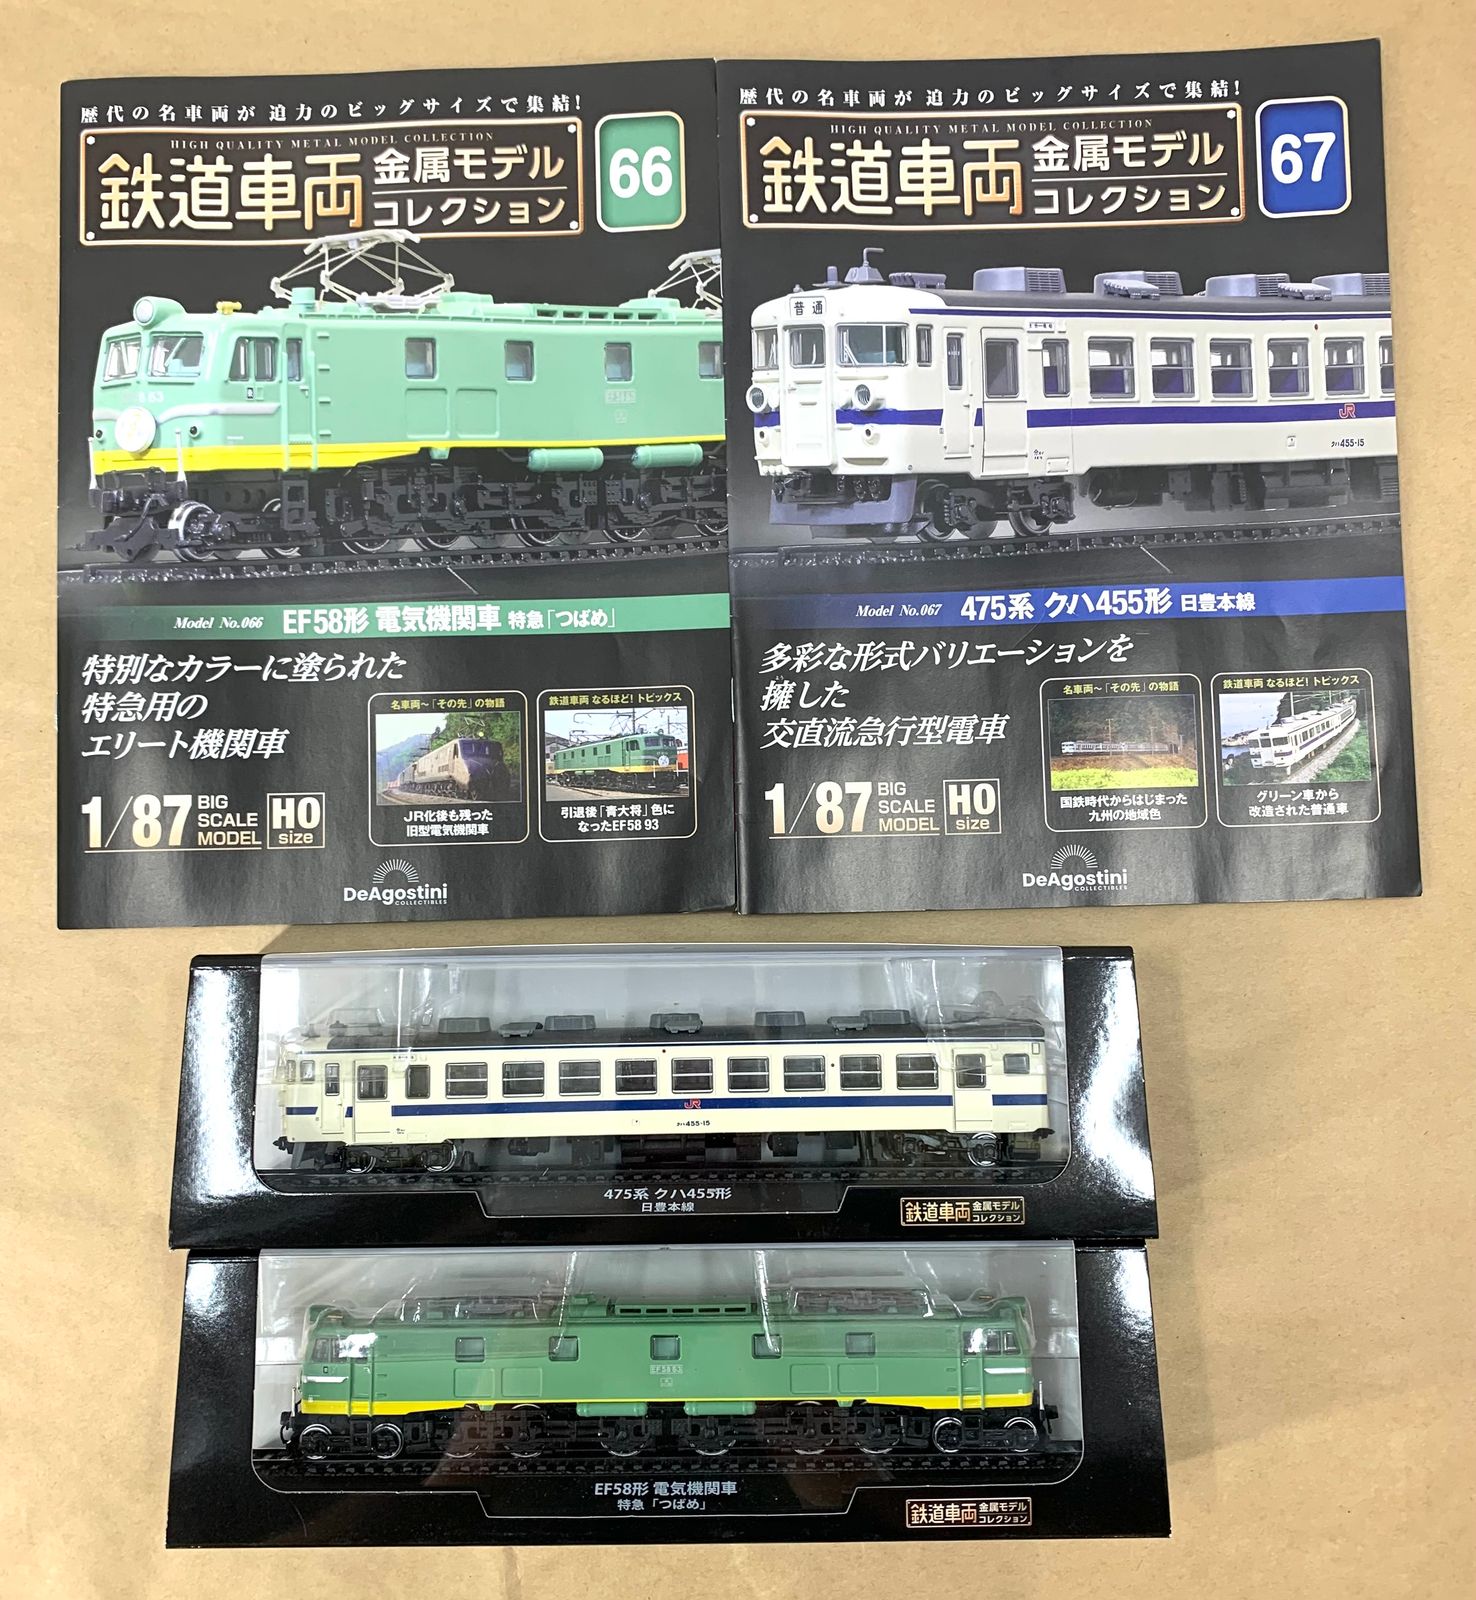 歴代の名車両が 迫力のビッグサイズで集結!
HIGH QUALITY METAL MODEL COLLECTION
鉄道車両 金属モデル
コレクション
66
EF5863
Model No.066 EF58形 電気機関車 特急「つばめ」
特別なカラーに塗られた
特急用の
エリート機関車
名車両〜「その先」の物語
JR化後も残った
旧型電気機関車
鉄道車両 なるほど! トピックス
引退後「青大将」色に
なったEF58 93
1/87 BIG
SCALE
MODEL
HO
size
DeAgostini
COLLECTIBLES
歴代の名車両が 迫力のビッグサイズで集結!
HIGH QUALITY METAL MODEL COLLECTION
鉄道車両 金属モデル
コレクション
67
普通
JR
クハ455-15
Model No.067 475系 クハ455形 日豊本線
多彩な形式バリエーションを
擁した
よう
交直流急行型電車
名車両〜「その先」の物語
国鉄時代からはじまった
九州の地域色
鉄道車両 なるほど! トピックス
グリーン車から
改造された普通車
1/87 BIG
SCALE
MODEL
HO
size
DeAgostini
COLLECTIBLES
JR
クハ455-15
475系 クハ455形
日豊本線
鉄道車両 金属モデル
コレクション
EF5863
EF58形 電気機関車
特急「つばめ」
鉄道車両 金属モデル
コレクション